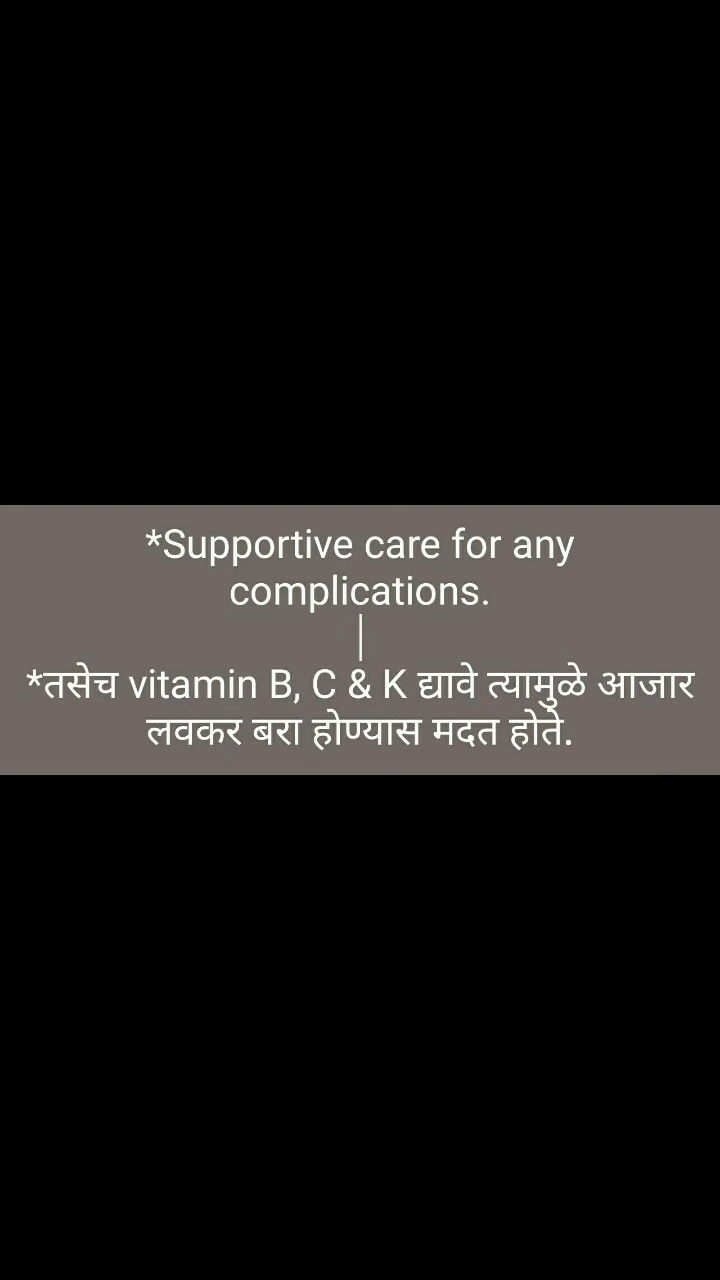 *Supportive care for any
complications.
|
*तसेच vitamin B, C & K द्यावे त्यामुळे आजार
लवकर बरा होण्यास मदत होते.